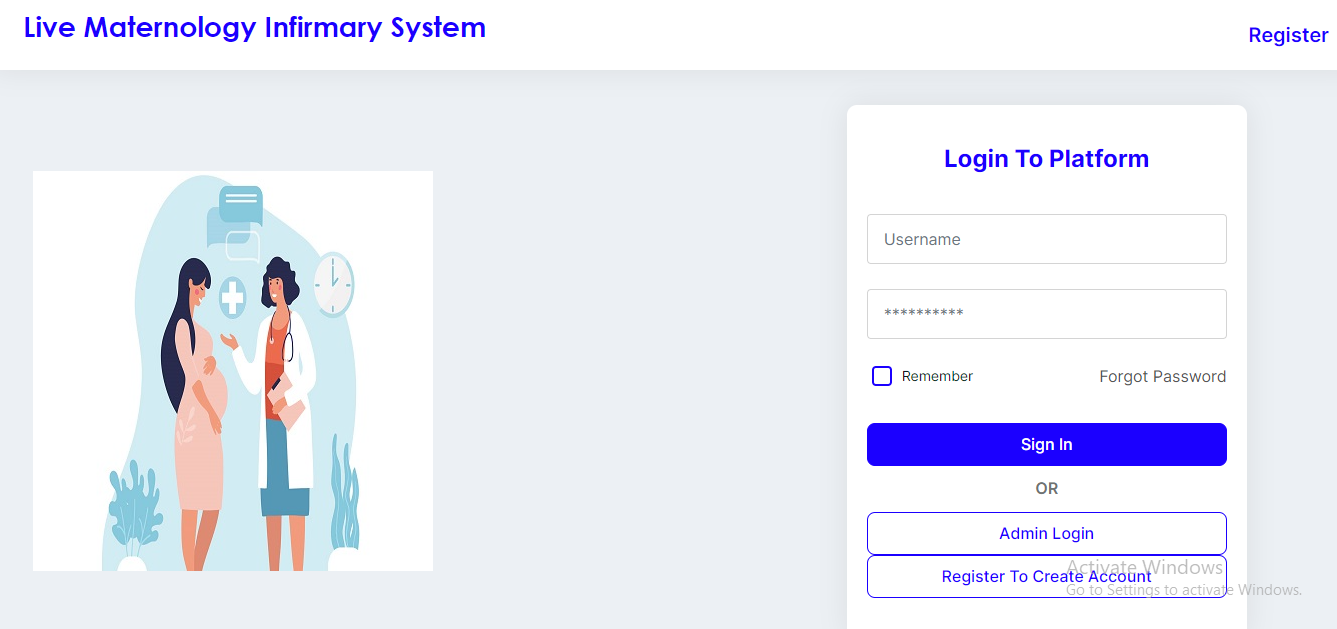 Live Maternology Infirmary System
Register
Login To Platform
Username
**********
Remember
Forgot Password
Sign In
OR
Admin Login
Register To Create Account
Activate Windows
Go to Settings to activate Windows.